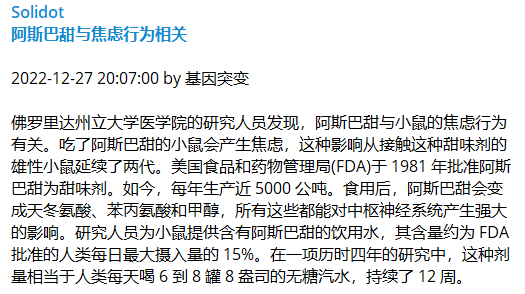 Solidot
阿斯巴甜与焦虑行为相关
2022-12-27 20:07:00 by 基因突变
佛罗里达州立大学医学院的研究人员发现，阿斯巴甜与小鼠的焦虑行为
有关。吃了阿斯巴甜的小鼠会产生焦虑，这种影响从接触这种甜味剂的
雄性小鼠延续了两代。美国食品和药物管理局(FDA)于 1981 年批准阿斯
巴甜为甜味剂。如今，每年生产近 5000 公吨。食用后，阿斯巴甜会变
成天冬氨酸、苯丙氨酸和甲醇，所有这些都能对中枢神经系统产生强大
的影响。研究人员为小鼠提供含有阿斯巴甜的饮用水，其含量约为 FDA
批准的人类每日最大摄入量的 15%。在一项历时四年的研究中，这种剂
量相当于人类每天喝 6 到 8 罐 8 盎司的无糖汽水，持续了 12 周。